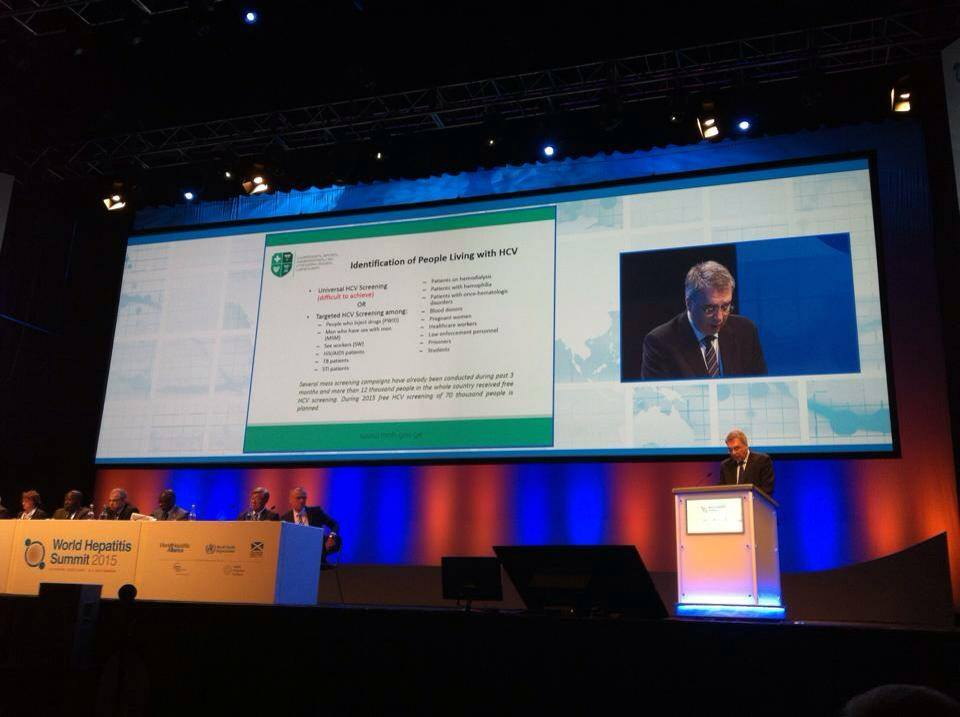 Identification of People Living with HCV
• Universal HCV Screening
(difficult to achieve)
OR
• Targeted HCV Screening among:
– People who inject drugs (PWID)
– Men who have sex with men
(MSM)
– Sex workers (SW)
– HIV/AIDS patients
– TB patients
– STI patients
– Patients on hemodialysis
– Patients with hemophilia
– Patients with onco-hematologic
disorders
– Blood donors
– Pregnant women
– Healthcare workers
– Law enforcement personnel
– Prisoners
– Students
Several mass screening campaigns have already been conducted during past 3
months and more than 12 thousand people in the whole country received free
HCV screening. During 2015 free HCV screening of 70 thousand people is
planned.
www.moh.gov.ge
World Hepatitis
Summit 2015
World Hepatitis
Alliance
World Health
Organization